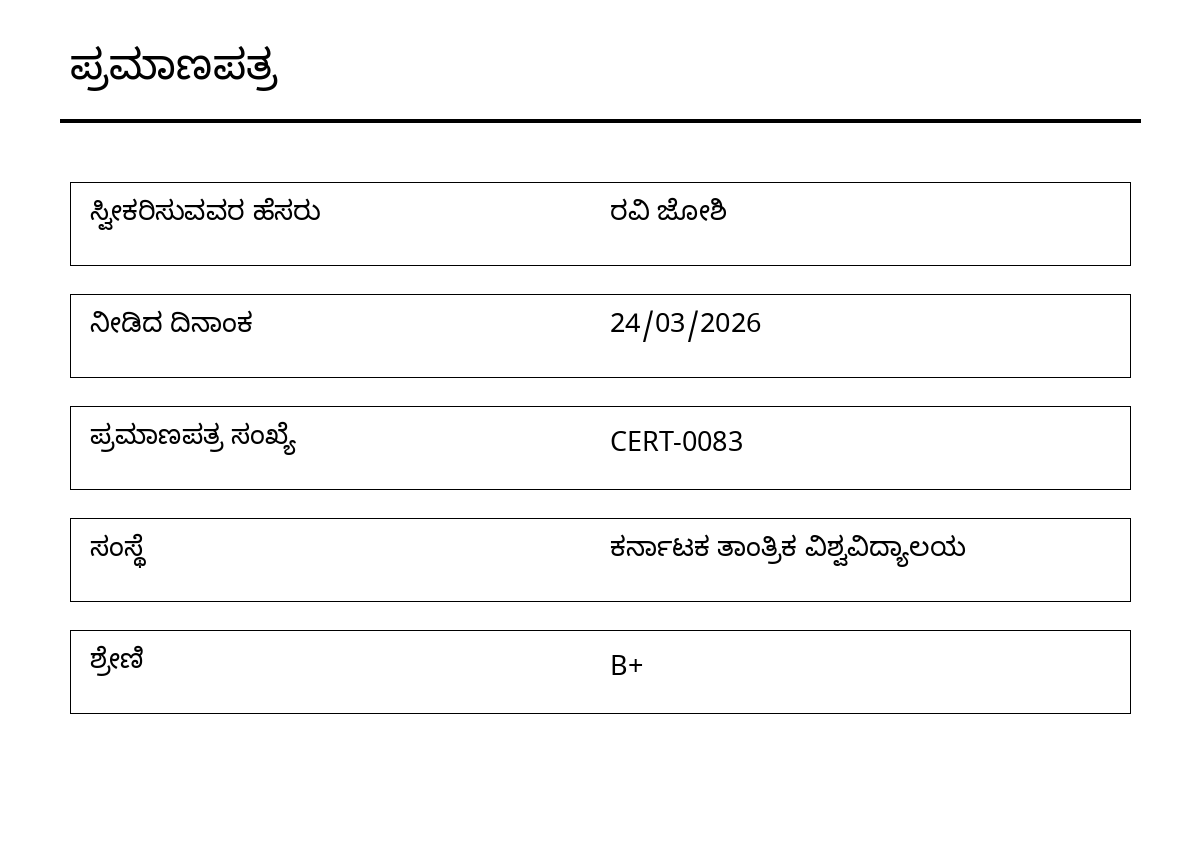 ಪ್ರಮಾಣಪತ್ರ
ಸ್ವೀಕರಿಸುವವರ ಹೆಸರು ರವಿ ಜೋಶಿ
ನೀಡಿದ ದಿನಾಂಕ 24/03/2026
ಪ್ರಮಾಣಪತ್ರ ಸಂಖ್ಯೆ CERT-0083
ಸಂಸ್ಥೆ ಕರ್ನಾಟಕ ತಾಂತ್ರಿಕ ವಿಶ್ವವಿದ್ಯಾಲಯ
ಶ್ರೇಣಿ B+